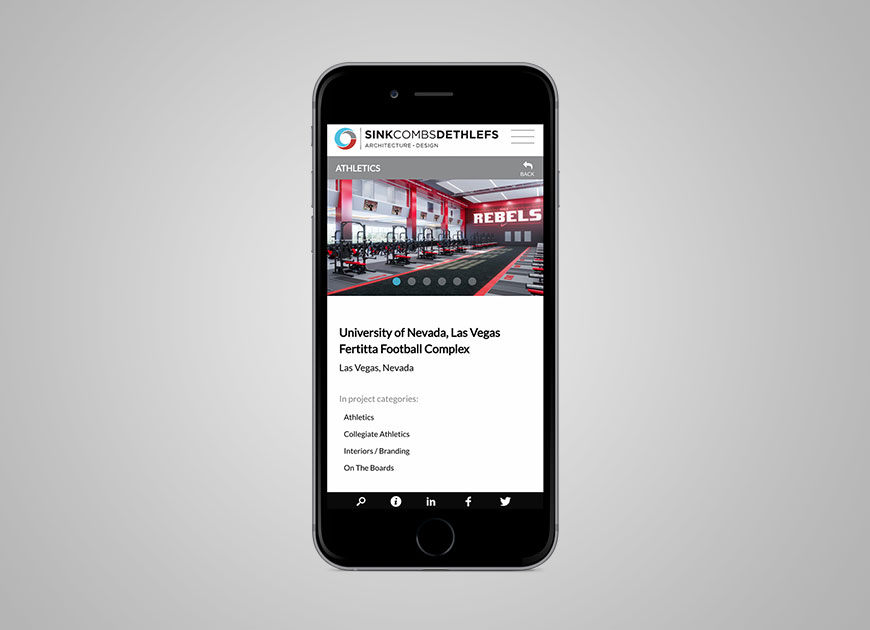 SINKCOMBSDETHLEFS
ARCHITECTURE • DESIGN
ATHLETICS
BACK
REBELS
University of Nevada, Las Vegas
Fertitta Football Complex
Las Vegas, Nevada
In project categories:
Athletics
Collegiate Athletics
Interiors / Branding
On The Boards